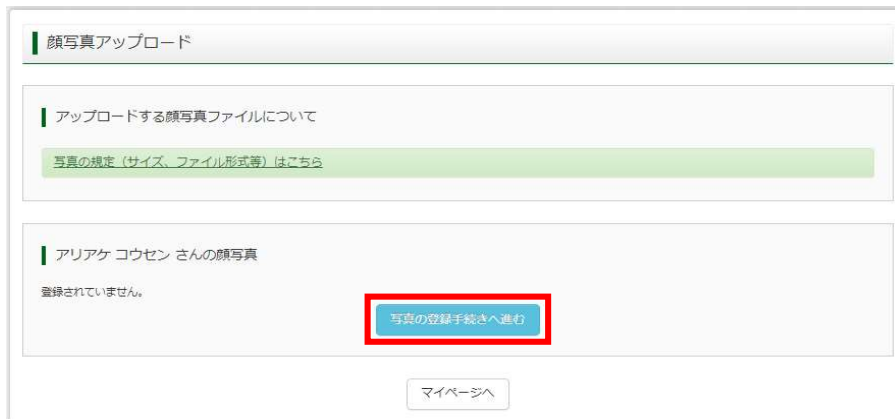 顔写真アップロード
アップロードする顔写真ファイルについて
写真の規定（サイズ、ファイル形式等）はこちら
アリアケ コウセン さんの顔写真
登録されていません。
写真の登録手続きへ進む
マイページへ